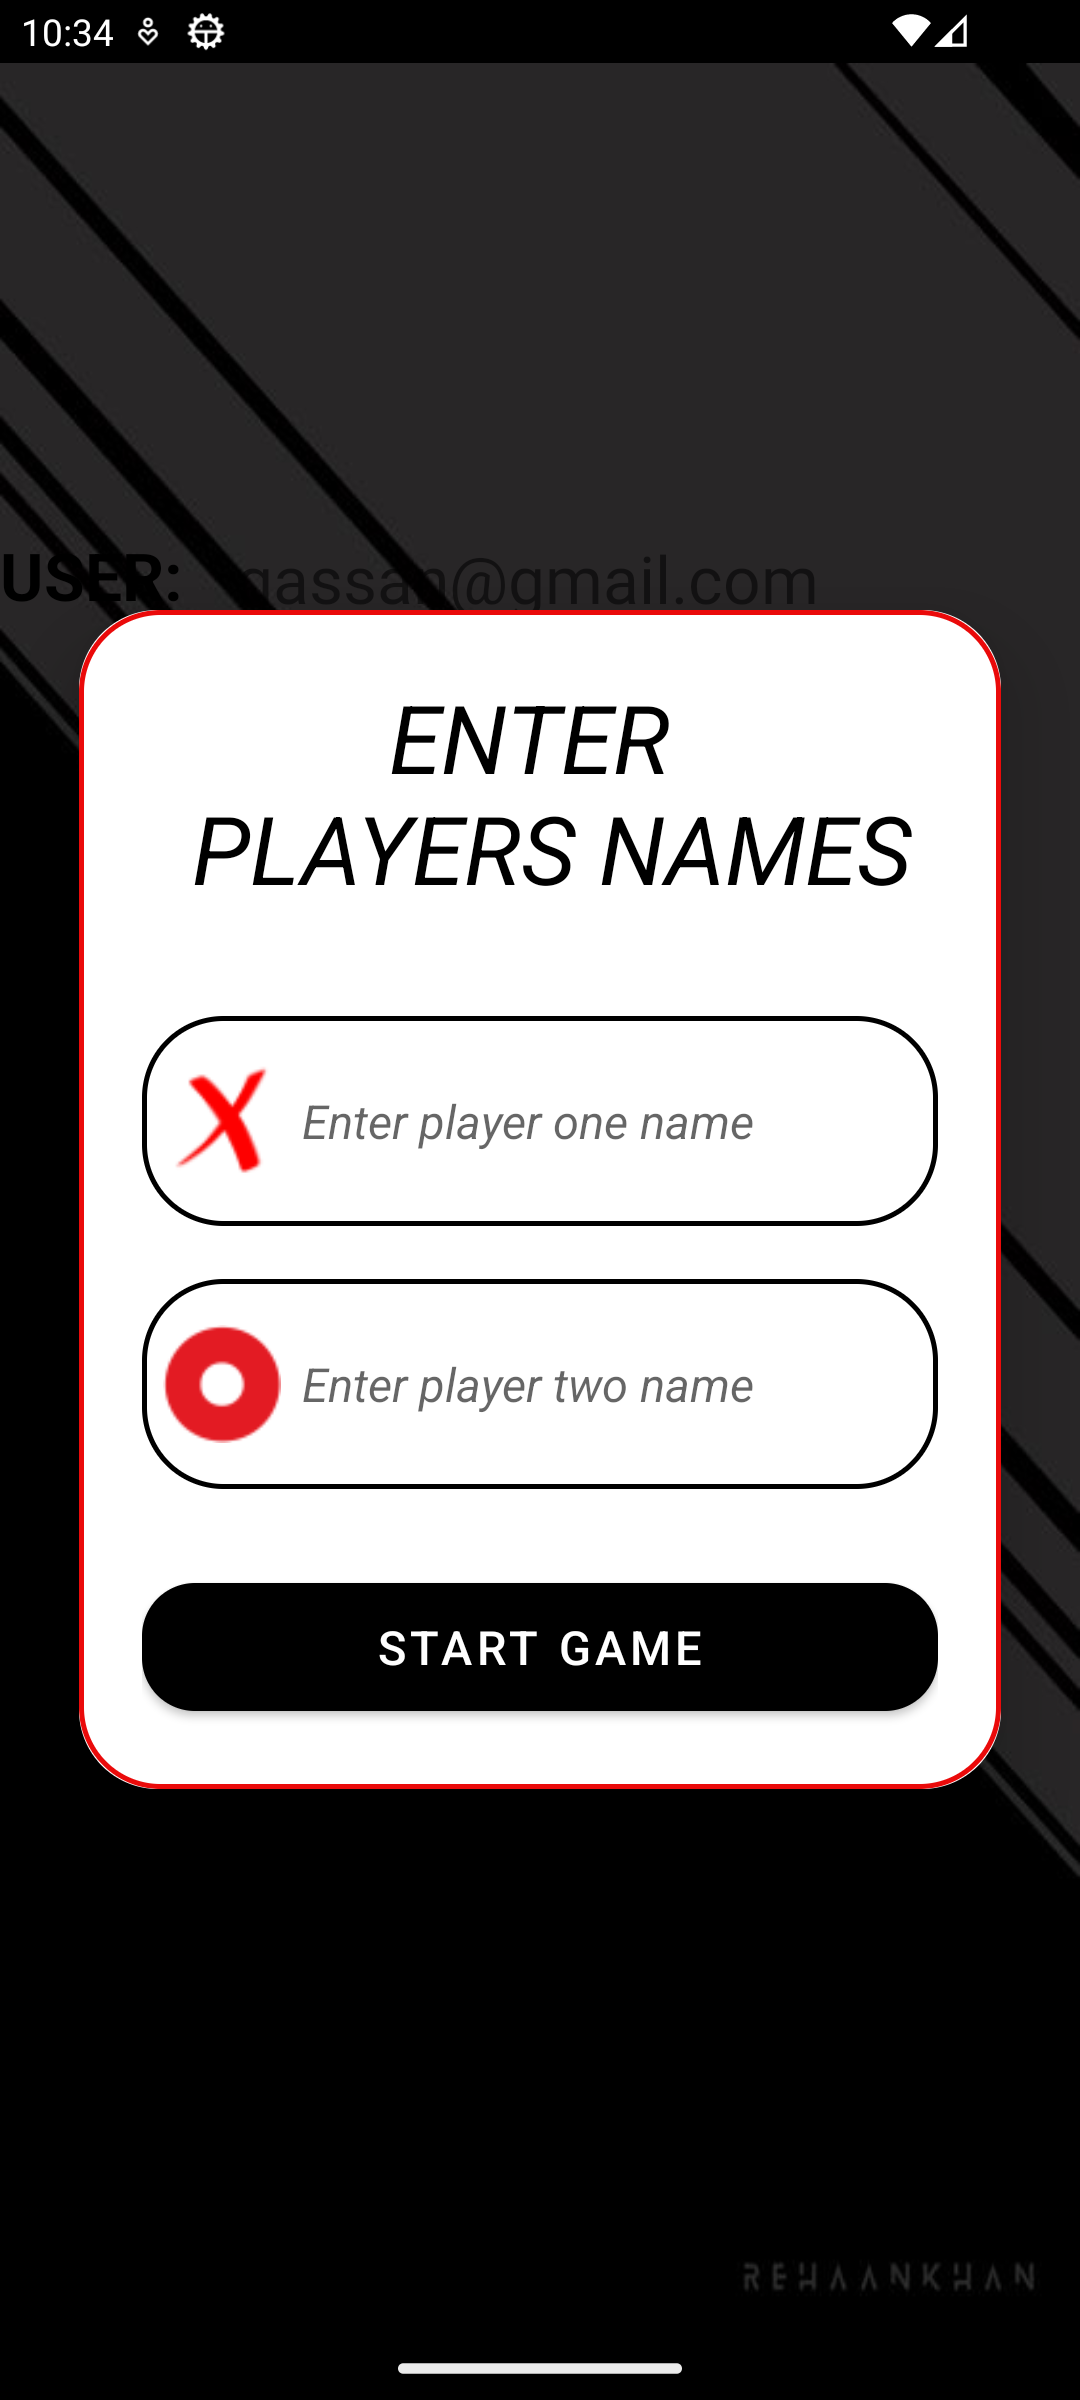 10:34
USER: gassan@gmail.com
ENTER
PLAYERS NAMES
Enter player one name
Enter player two name
START GAME
REHAANKHAN